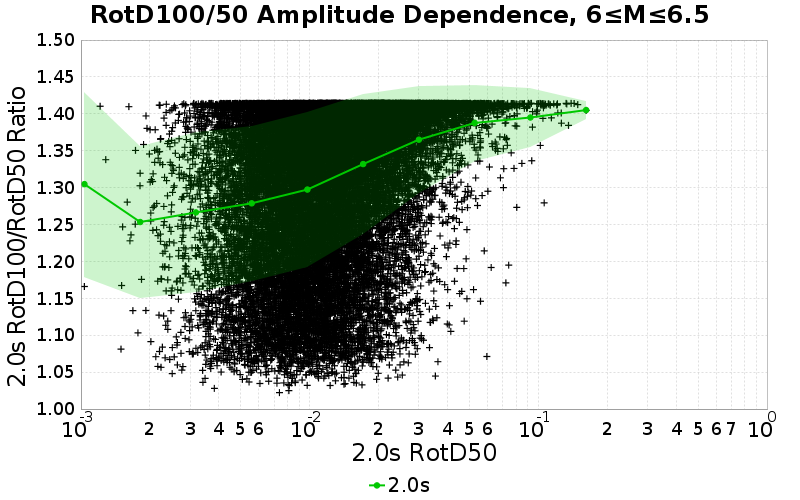 RotD100/50 Amplitude Dependence, 6≤M≤6.5
2.0s RotD100/RotD50 Ratio
1.50
1.45
1.40
1.35
1.30
1.25
1.20
1.15
1.10
1.05
1.00
10^-3 2 3 4 5 6 10^-2 2 3 4 5 6 10^-1 2 3 4 5 6 7 10^0
2.0s RotD50
2.0s